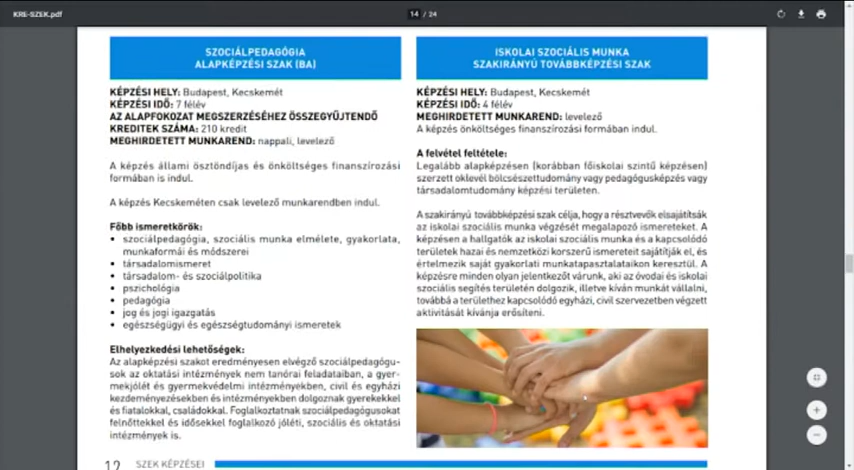 KRE-SZEK.pdf
14 / 24
SZOCIÁLPEDAGÓGIA
ALAPKÉPZÉSI SZAK (BA)
KÉPZÉSI HELY: Budapest, Kecskemét
KÉPZÉSI IDŐ: 7 félév
AZ ALAPFOKOZAT MEGSZERZÉSÉHEZ ÖSSZEGYŰJTENDŐ
KREDITEK SZÁMA: 210 kredit
MEGHIRDETETT MUNKAREND: nappali, levelező
A képzés állami ösztöndíjas és önköltséges finanszírozási
formában is indul.
A képzés Kecskeméten csak levelező munkarendben indul.
Főbb ismeretkörök:
• szociálpedagógia, szociális munka elmélete, gyakorlata,
munkaformái és módszerei
• társadalomismeret
• társadalom- és szociálpolitika
• pszichológia
• pedagógia
• jog és jogi igazgatás
• egészségügyi és egészségtudományi ismeretek
Elhelyezkedési lehetőségek:
Az alapképzési szakot eredményesen elvégző szociálpedagógu-
sok az oktatási intézmények nem tanórai feladataiban, a gyer-
mekjóléti és gyermekvédelmi intézményekben, civil és egyházi
kezdeményezésekben és intézményekben dolgoznak gyerekekkel
és fiatalokkal, családokkal. Foglalkoztatnak szociálpedagógusokat
felnőttekkel és idősekkel foglalkozó jóléti, szociális és oktatási
intézmények is.
12 SZEK KÉPZÉSEI
ISKOLAI SZOCIÁLIS MUNKA
SZAKIRÁNYÚ TOVÁBBKÉPZÉSI SZAK
KÉPZÉSI HELY: Budapest, Kecskemét
KÉPZÉSI IDŐ: 4 félév
MEGHIRDETETT MUNKAREND: levelező
A képzés önköltséges finanszírozási formában indul.
A felvétel feltétele:
Legalább alapképzésen (korábban főiskolai szintű képzésen)
szerzett oklevél bölcsészettudomány vagy pedagógusképzés vagy
társadalomtudomány képzési területen.
A szakirányú továbbképzési szak célja, hogy a résztvevők elsajátítsák
az iskolai szociális munka végzését megalapozó ismereteket. A
képzésen a hallgatók az iskolai szociális munka és a kapcsolódó
területek hazai és nemzetközi korszerű ismereteit sajátítják el, és
értelmezik saját gyakorlati munkatapasztalataikon keresztül. A
képzésre minden olyan jelentkezőt várunk, aki az óvodai és iskolai
szociális segítés területén dolgozik, illetve kíván munkát vállalni,
továbbá a területhez kapcsolódó egyházi, civil szervezetben végzett
aktivitását kívánja erősíteni.